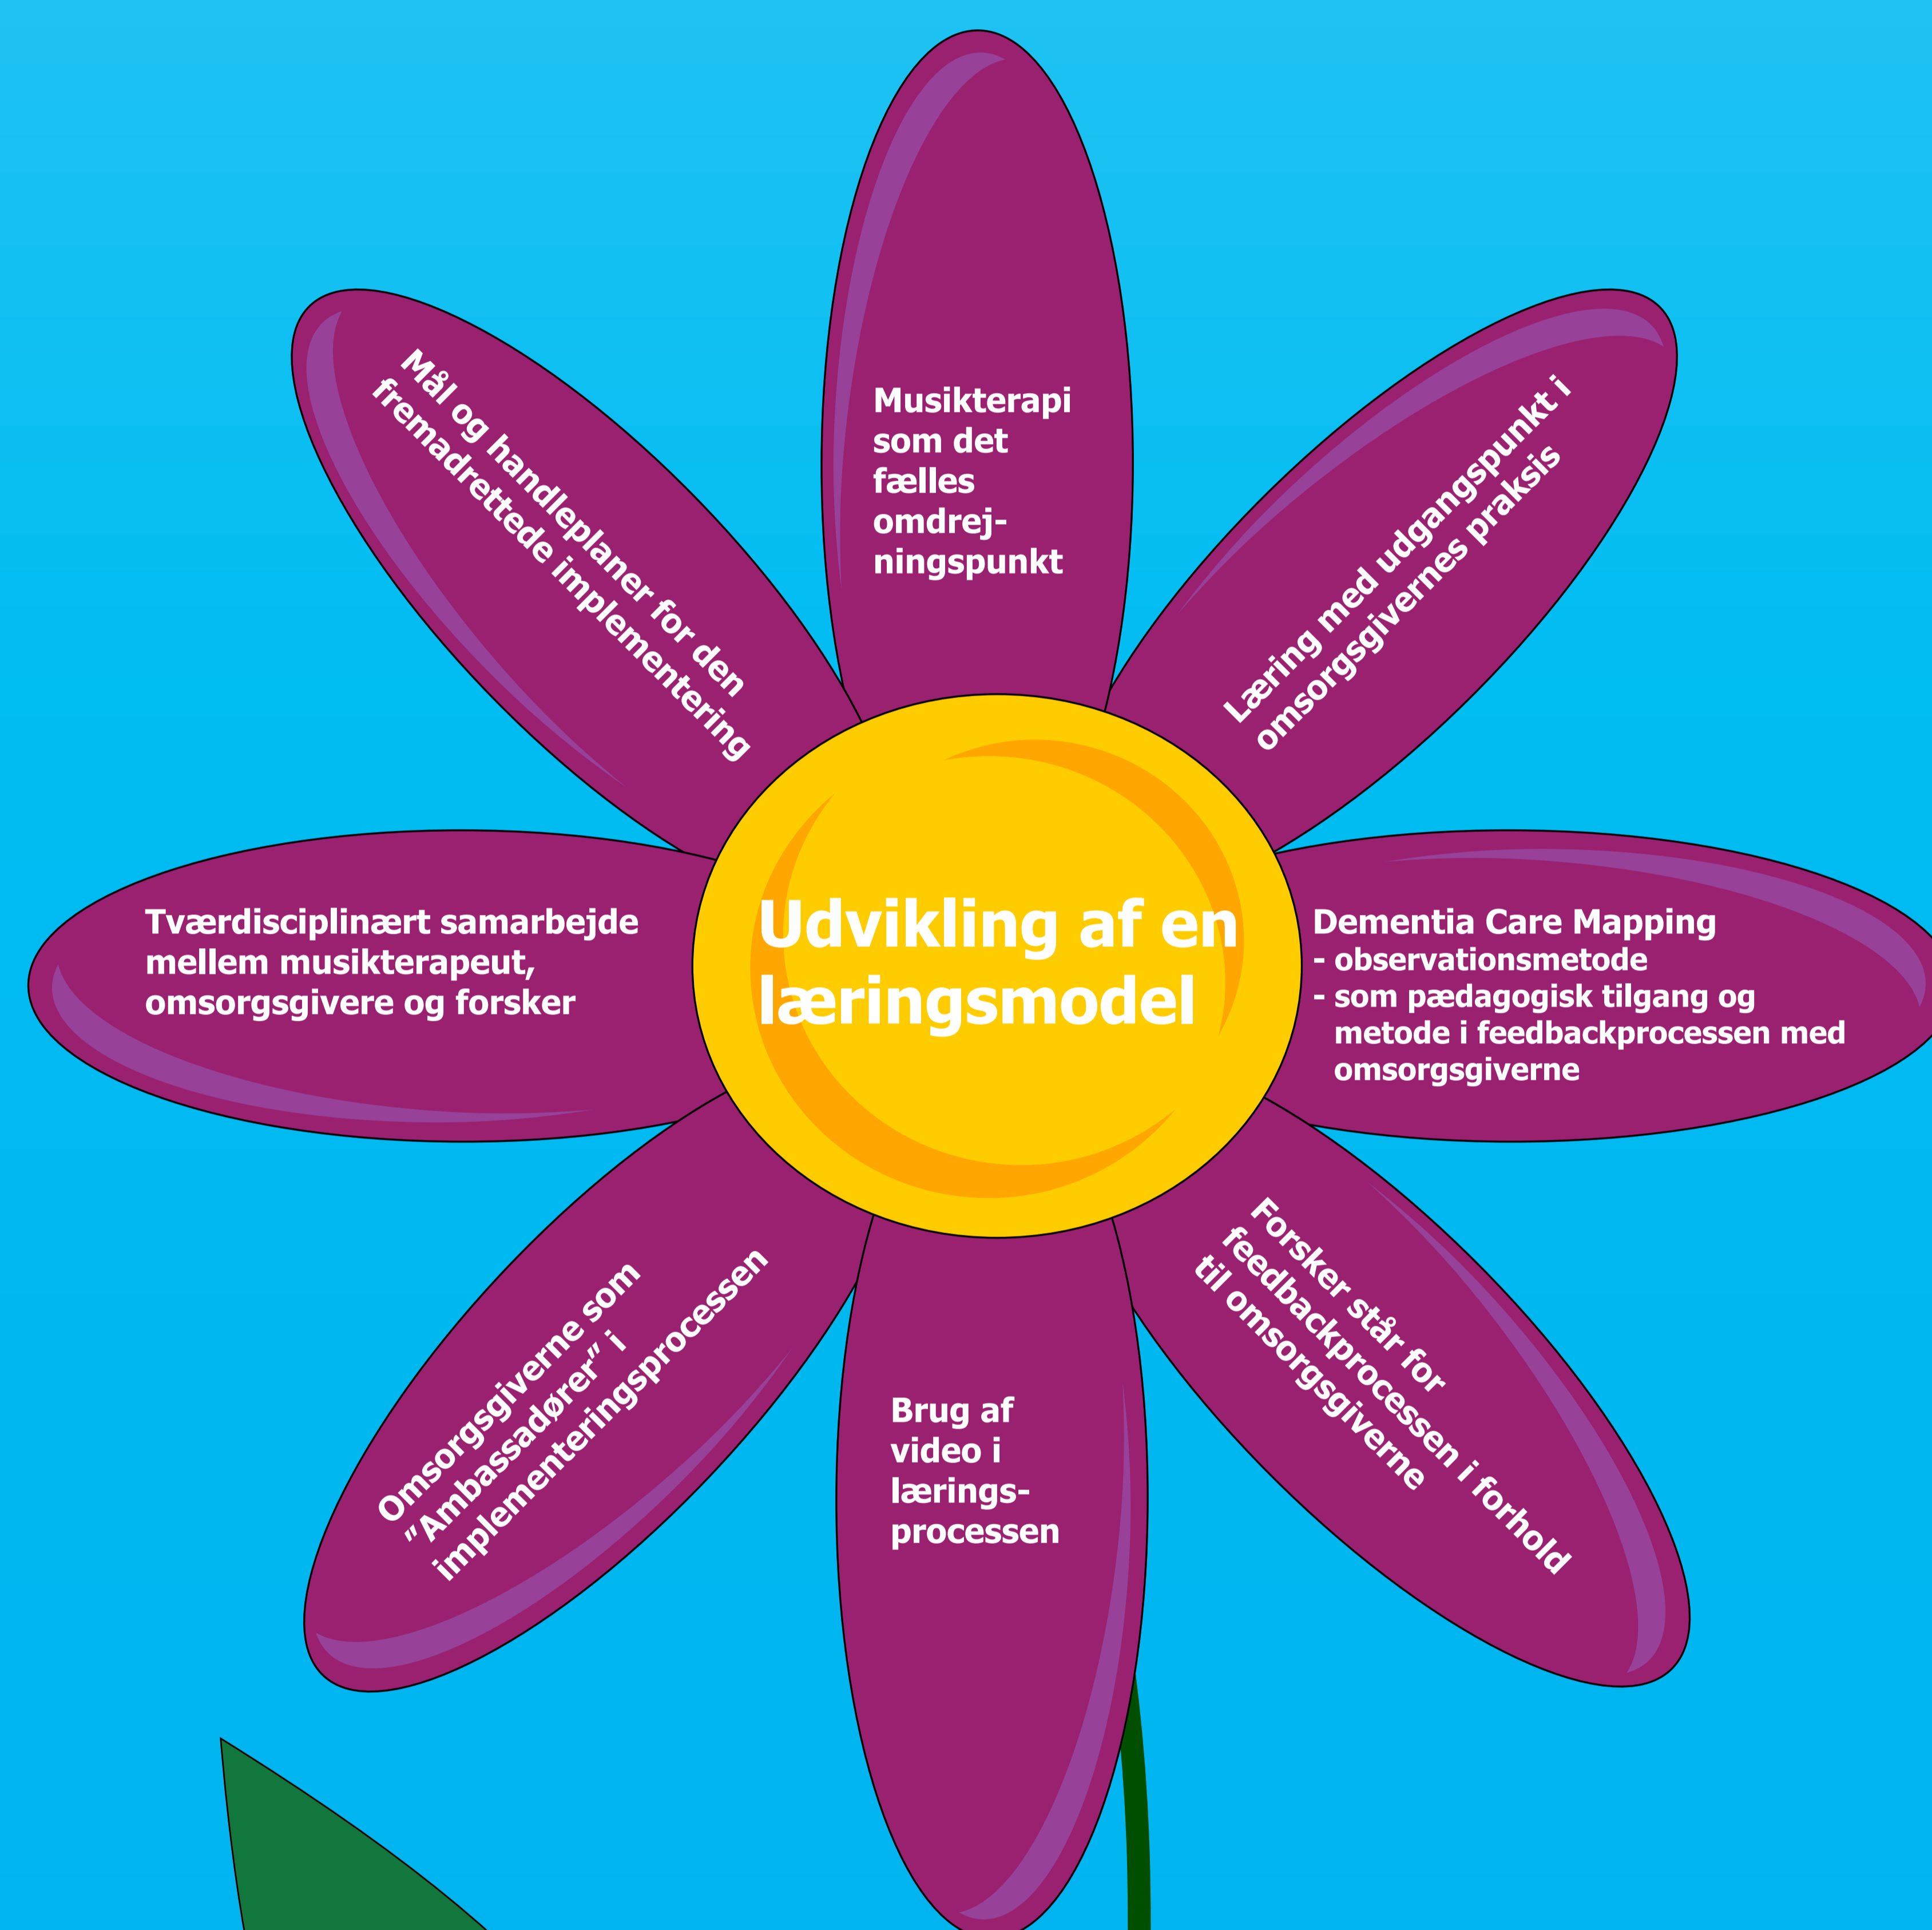 Musikterapi
som det
fælles
omdrej-
ningspunkt
Læring med udgangspunkt i
omsorgsgivernes praksis
Dementia Care Mapping
- observationsmetode
- som pædagogisk tilgang og
metode i feedbackprocessen med
omsorgsgiverne
Forsker står for
feedbackprocessen i forhold
til omsorgsgiverne
Brug af
video i
lærings-
processen
Omsorgsgiverne som
"Ambassadører" i
implementeringsprocessen
Tværdisciplinært samarbejde
mellem musikterapeut,
omsorgsgivere og forsker
Mål og handleplaner for den
fremadrettede implementering
Udvikling af en
læringsmodel